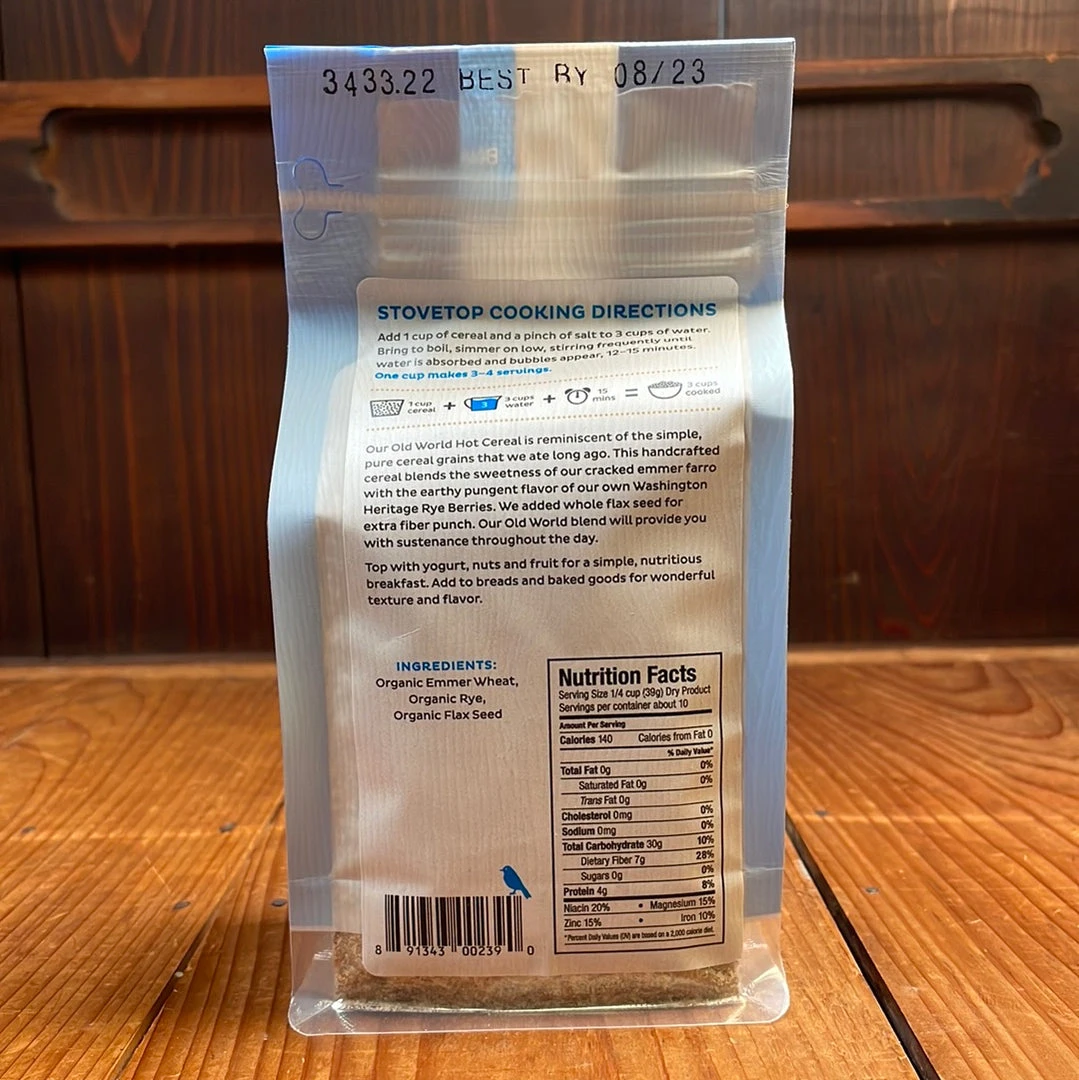 3433.22 BEST BY 08/23
STOVETOP COOKING DIRECTIONS
Add 1 cup of cereal and a pinch of salt to 3 cups of water.
Bring to boil, simmer on low, stirring frequently until
water is absorbed and bubbles appear, 12–15 minutes.
One cup makes 3–4 servings.
1 cup cereal + 3 3 cups water + 15 mins = 3 cups cooked
Our Old World Hot Cereal is reminiscent of the simple,
pure cereal grains that we ate long ago. This handcrafted
cereal blends the sweetness of our cracked emmer farro
with the earthy pungent flavor of our own Washington
Heritage Rye Berries. We added whole flax seed for
extra fiber punch. Our Old World blend will provide you
with sustenance throughout the day.
Top with yogurt, nuts and fruit for a simple, nutritious
breakfast. Add to breads and baked goods for wonderful
texture and flavor.
INGREDIENTS:
Organic Emmer Wheat,
Organic Rye,
Organic Flax Seed
Nutrition Facts
Serving Size 1/4 cup (39g) Dry Product
Servings per container about 10
Amount Per Serving
Calories 140 Calories from Fat 0
% Daily Value*
Total Fat 0g 0%
Saturated Fat 0g 0%
Trans Fat 0g
Cholesterol 0mg 0%
Sodium 0mg 0%
Total Carbohydrate 30g 10%
Dietary Fiber 7g 28%
Sugars 0g 0%
Protein 4g 8%
Niacin 20% • Magnesium 15%
Zinc 15% • Iron 10%
*Percent Daily Values (DV) are based on a 2,000 calorie diet.
8 91343 00239 0